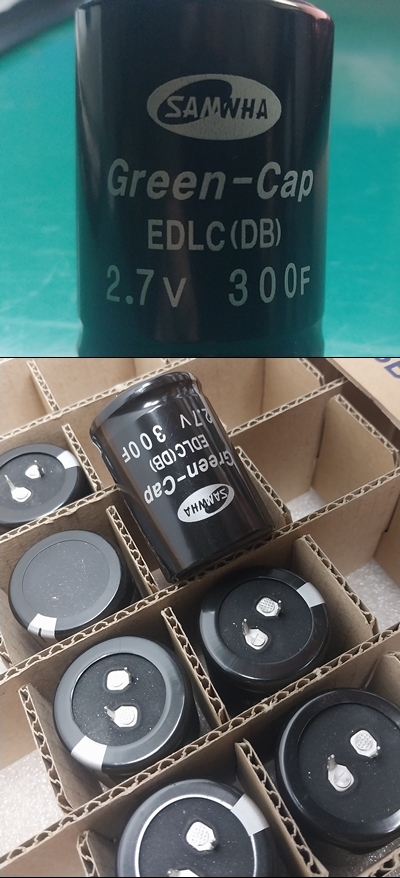 SAMWHA
Green-Cap
EDLC(DB)
2.7V 300F
2.7V 300F
EDLC(DB)
Green-Cap
SAMWHA